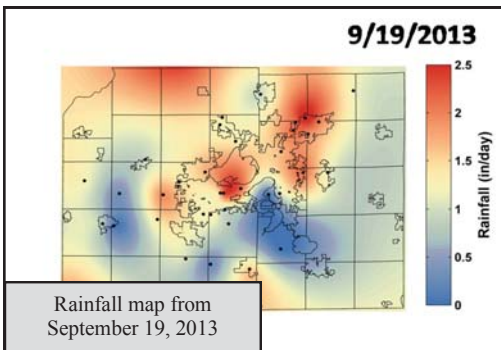 9/19/2013
2.5
2
1.5
1
0.5
0
Rainfall (in/day)
Rainfall map from
September 19, 2013